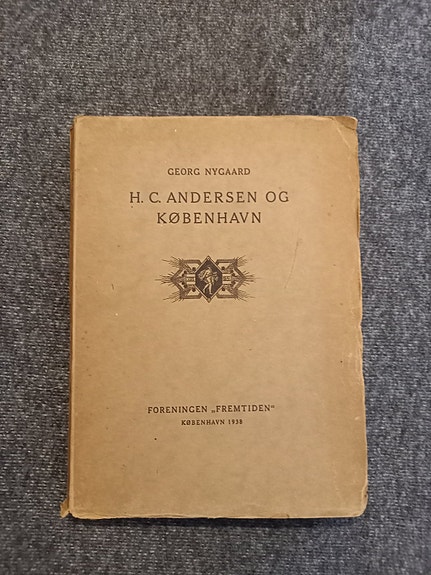 GEORG NYGAARD
H. C. ANDERSEN OG
KØBENHAVN
FORENINGEN „FREMTIDEN“
KØBENHAVN 1938